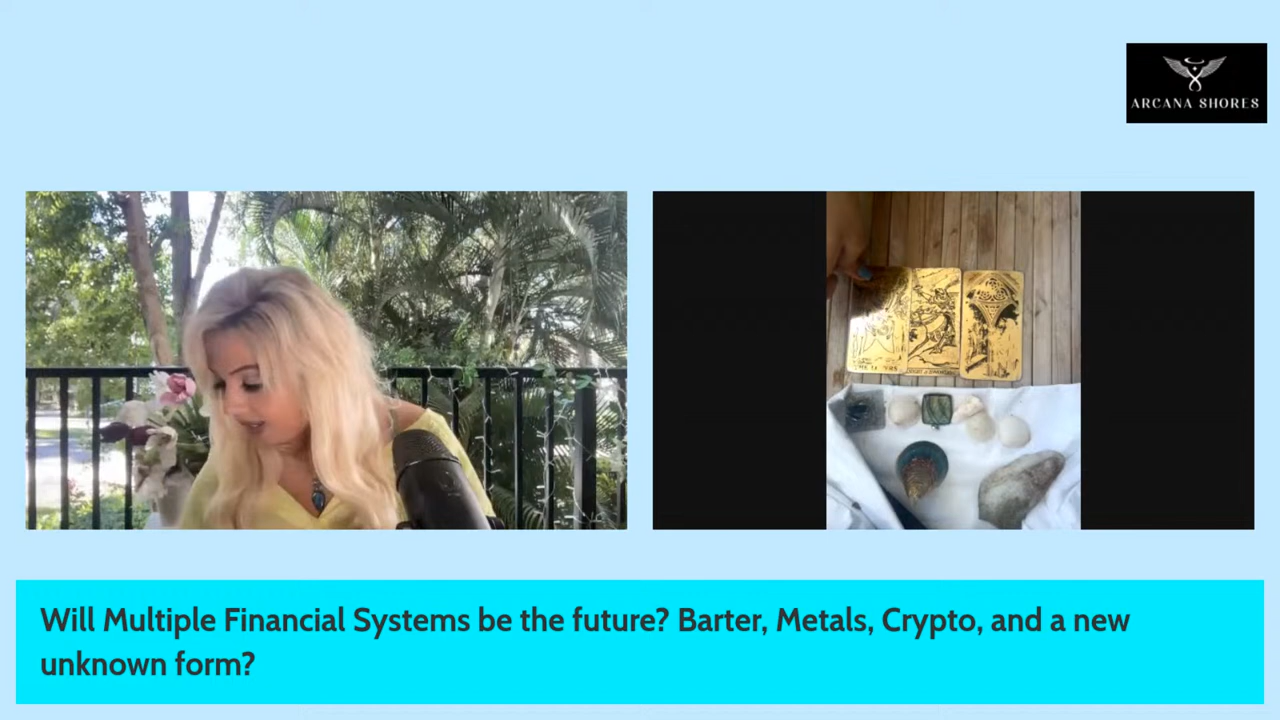 ARCANA SHORES
Will Multiple Financial Systems be the future? Barter, Metals, Crypto, and a new
unknown form?